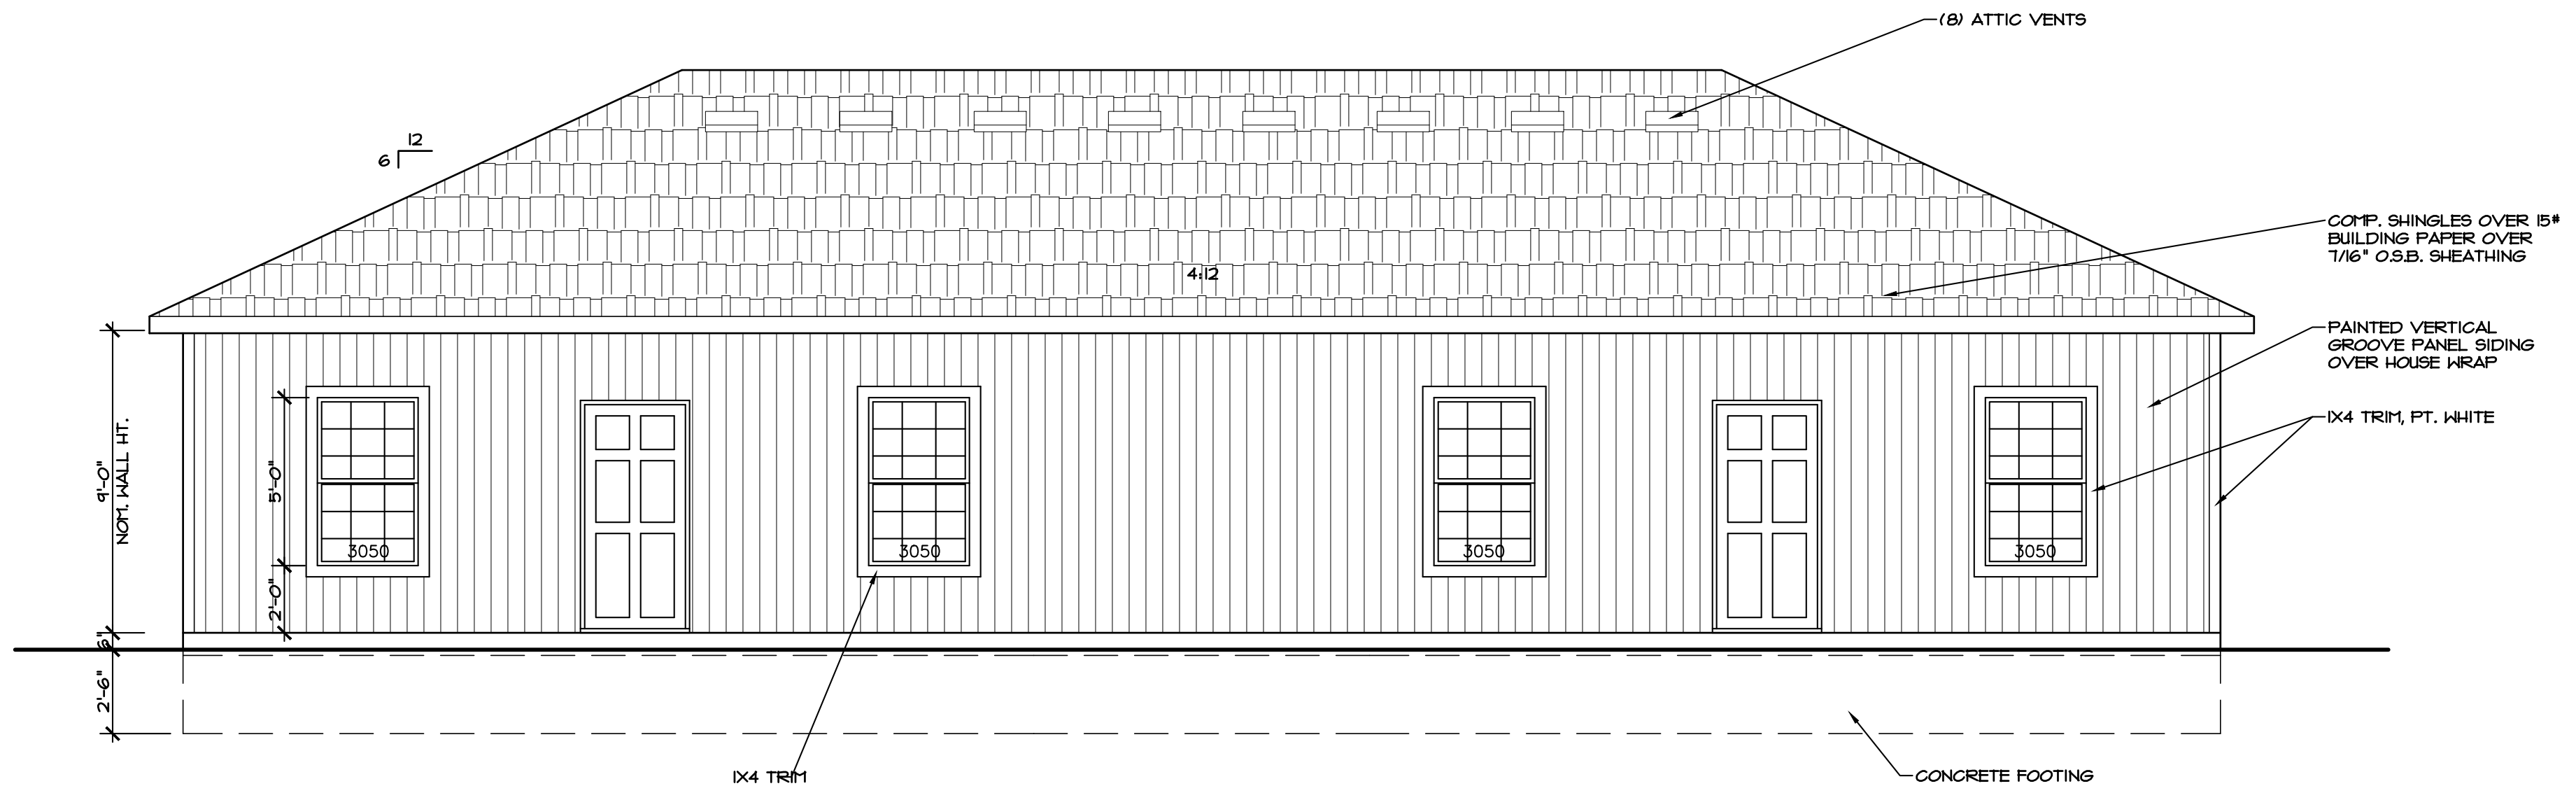 (8) ATTIC VENTS
12
6
COMP. SHINGLES OVER 15#
BUILDING PAPER OVER
7/16" O.S.B. SHEATHING
4:12
PAINTED VERTICAL
GROOVE PANEL SIDING
OVER HOUSE WRAP
1X4 TRIM, PT. WHITE
9'-0"
NOM. WALL HT.
5'-0"
3050
3050
3050
3050
2'-0"
6"
2'-6"
1X4 TRIM
CONCRETE FOOTING